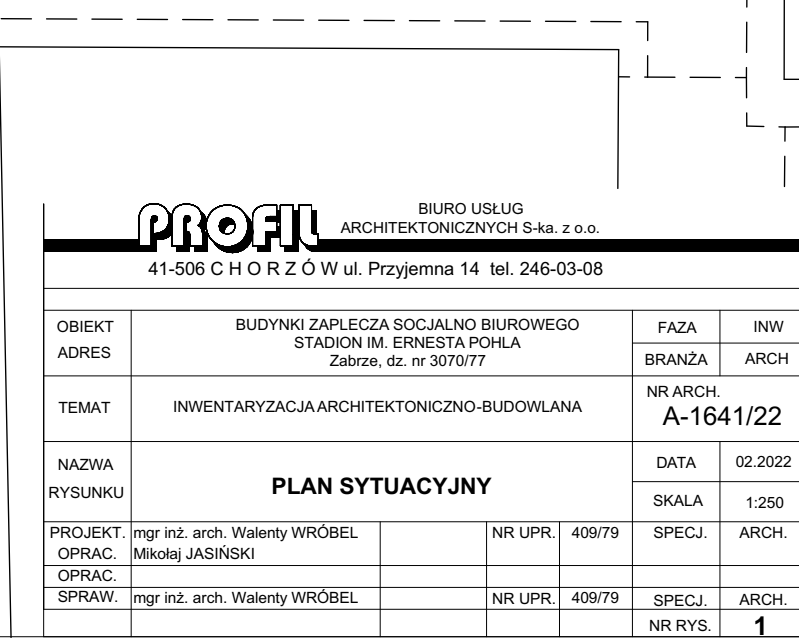 PROFIL
BIURO USŁUG
ARCHITEKTONICZNYCH S-ka. z o.o.
41-506 C H O R Z Ó W ul. Przyjemna 14 tel. 246-03-08
OBIEKT
ADRES
BUDYNKI ZAPLECZA SOCJALNO BIUROWEGO
STADION IM. ERNESTA POHLA
Zabrze, dz. nr 3070/77
FAZA INW
BRANŻA ARCH
TEMAT
INWENTARYZACJA ARCHITEKTONICZNO-BUDOWLANA
NR ARCH.
A-1641/22
NAZWA
RYSUNKU
PLAN SYTUACYJNY
DATA 02.2022
SKALA 1:250
PROJEKT. mgr inż. arch. Walenty WRÓBEL NR UPR. 409/79 SPECJ. ARCH.
OPRAC. Mikołaj JASIŃSKI
OPRAC.
SPRAW. mgr inż. arch. Walenty WRÓBEL NR UPR. 409/79 SPECJ. ARCH.
NR RYS. 1